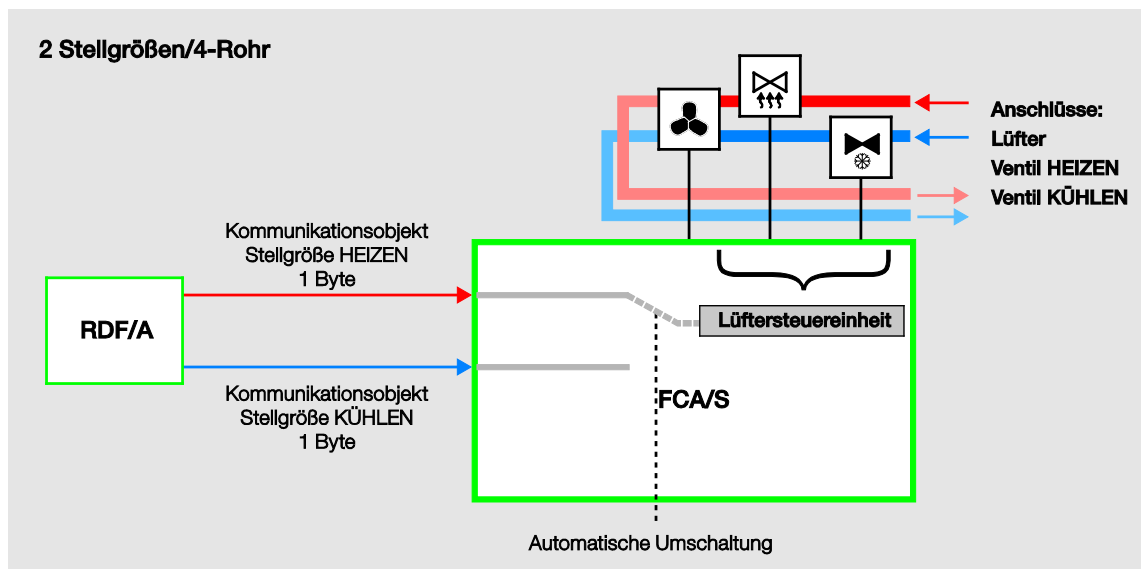 2 Stellgrößen/4-Rohr
Anschlüsse:
Lüfter
Ventil HEIZEN
Ventil KÜHLEN
Kommunikationsobjekt
Stellgröße HEIZEN
1 Byte
RDF/A
Lüftersteuereinheit
Kommunikationsobjekt
Stellgröße KÜHLEN
1 Byte
FCA/S
Automatische Umschaltung